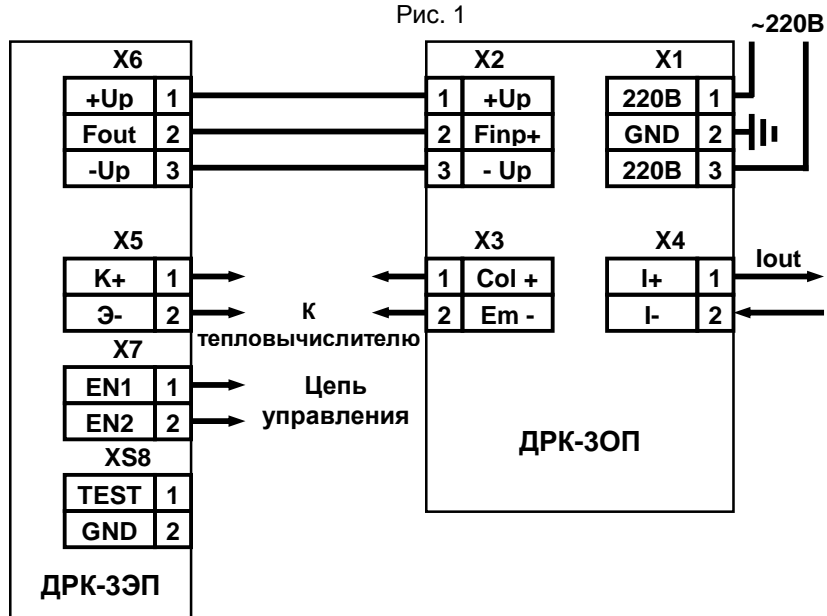 Рис. 1
~220В
X6
+Up 1
Fout 2
-Up 3
X2
1 +Up
2 Finp+
3 - Up
X1
220В 1
GND 2
220В 3
X5
К+ 1
Э- 2
К
тепловычислителю
X3
1 Col +
2 Em -
X4
I+ 1
I- 2
Iout
X7
EN1 1
EN2 2
Цепь
управления
XS8
TEST 1
GND 2
ДРК-3ЭП
ДРК-3ОП